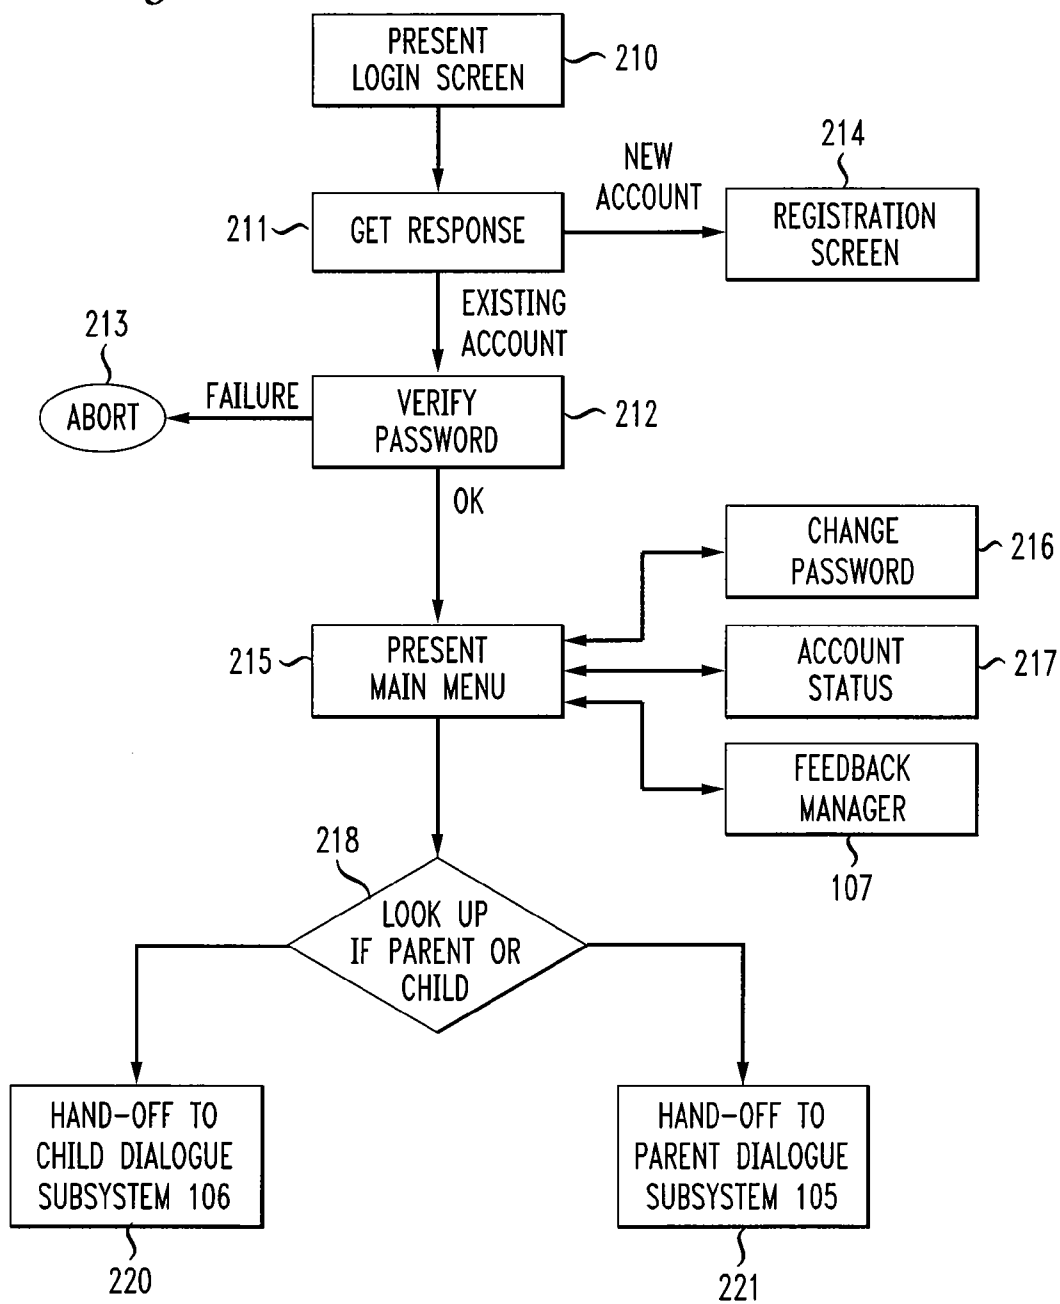 PRESENT
LOGIN SCREEN
210
214
NEW
ACCOUNT
211
GET RESPONSE
REGISTRATION
SCREEN
EXISTING
ACCOUNT
213
ABORT
FAILURE
VERIFY
PASSWORD
212
OK
CHANGE
PASSWORD
216
215
PRESENT
MAIN MENU
ACCOUNT
STATUS
217
FEEDBACK
MANAGER
107
218
LOOK UP
IF PARENT OR
CHILD
HAND-OFF TO
CHILD DIALOGUE
SUBSYSTEM 106
220
HAND-OFF TO
PARENT DIALOGUE
SUBSYSTEM 105
221